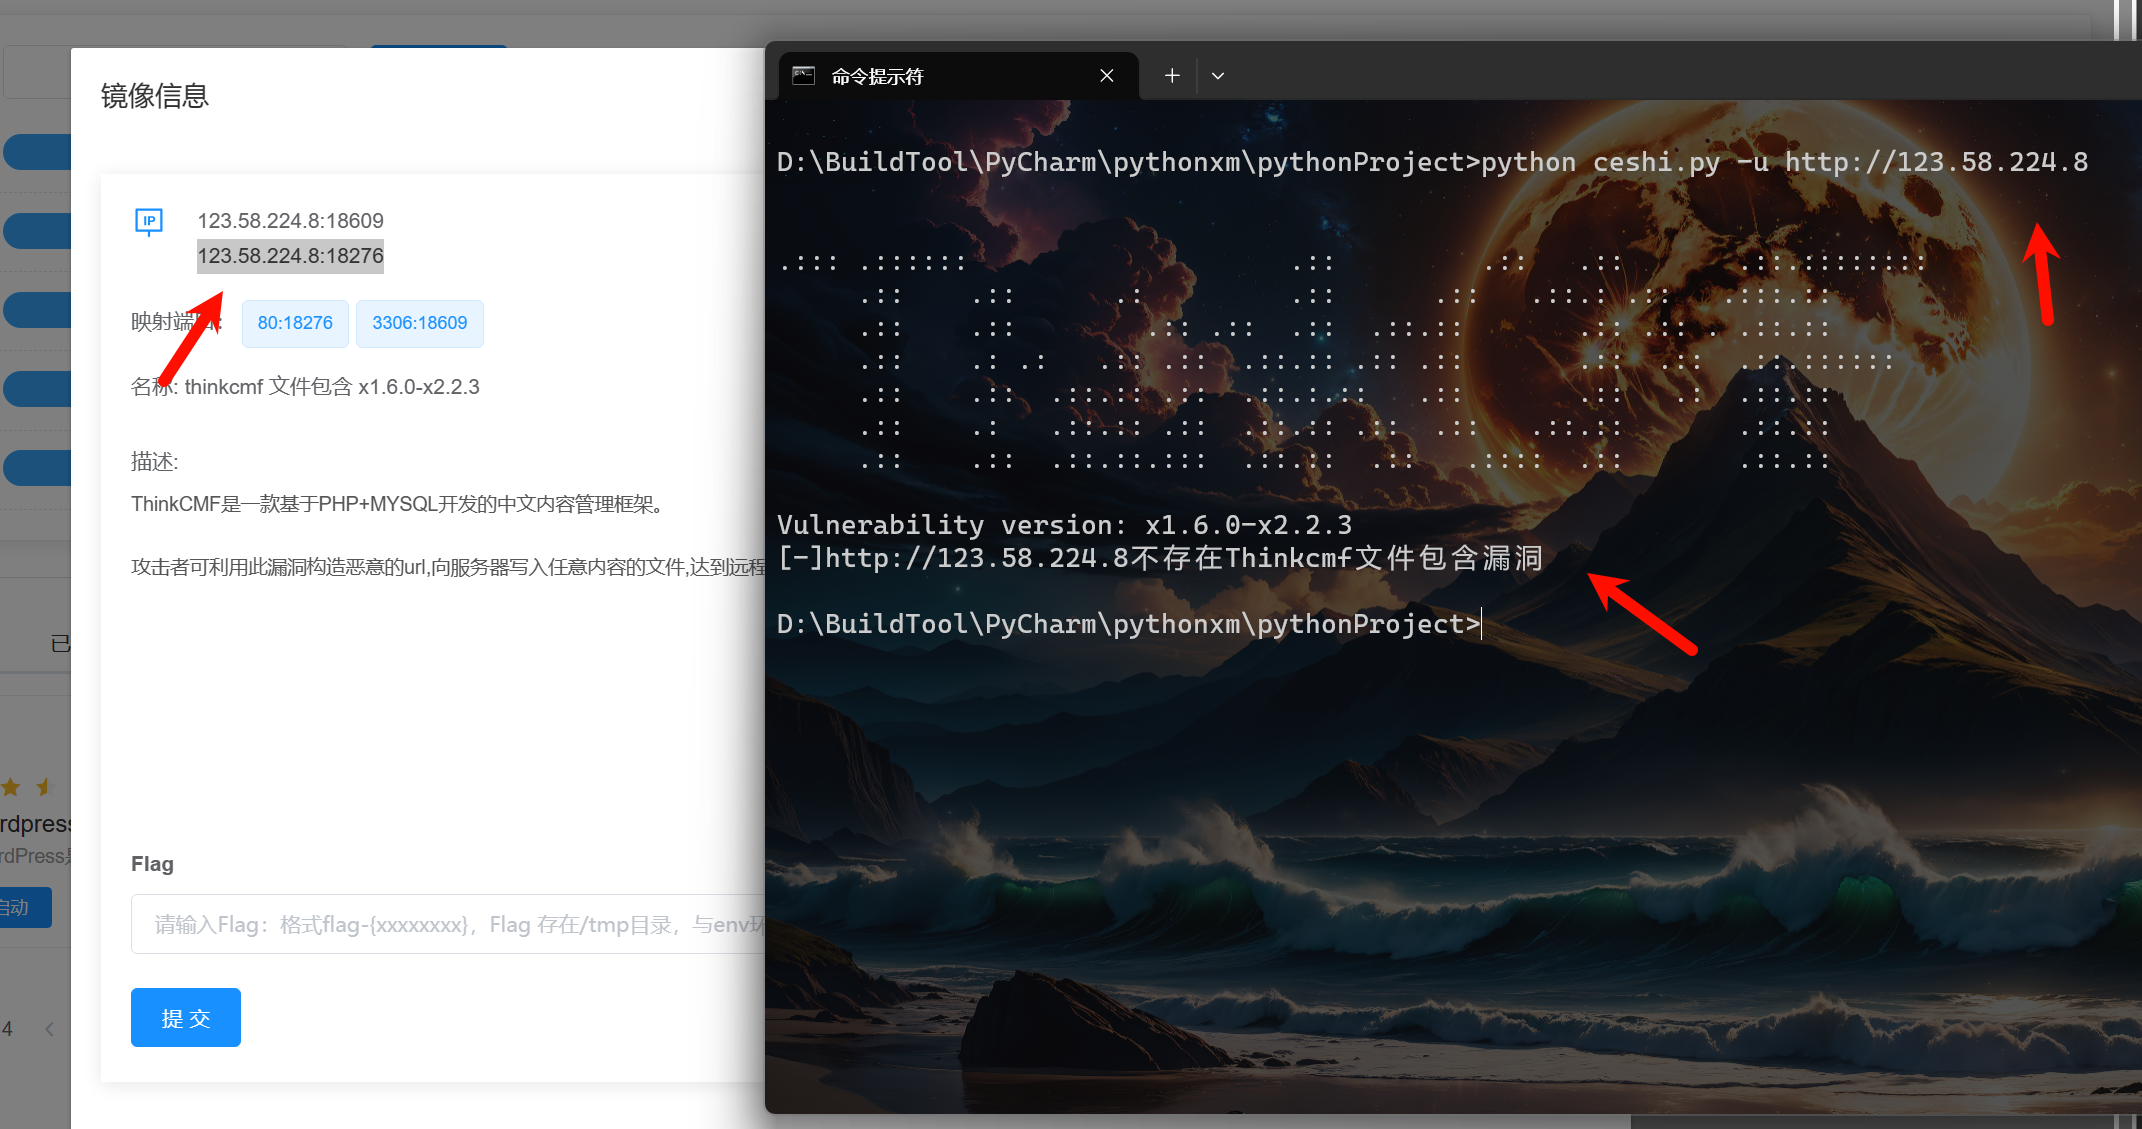 镜像信息
IP
123.58.224.8:18609
123.58.224.8:18276
80:18276
3306:18609
名称: thinkcmf 文件包含 x1.6.0-x2.2.3
描述:
ThinkCMF是一款基于PHP+MYSQL开发的中文内容管理框架。
攻击者可利用此漏洞构造恶意的url,向服务器写入任意内容的文件,达到远程
已
rdpress
rdPress是
启动
4
Flag
请输入Flag：格式flag-{xxxxxxxx}，Flag 存在/tmp目录，与env环
提 交
命令提示符
D:\BuildTool\PyCharm\pythonxm\pythonProject>python ceshi.py -u http://123.58.224.8
Vulnerability version: x1.6.0-x2.2.3
[-]http://123.58.224.8不存在Thinkcmf文件包含漏洞
D:\BuildTool\PyCharm\pythonxm\pythonProject>